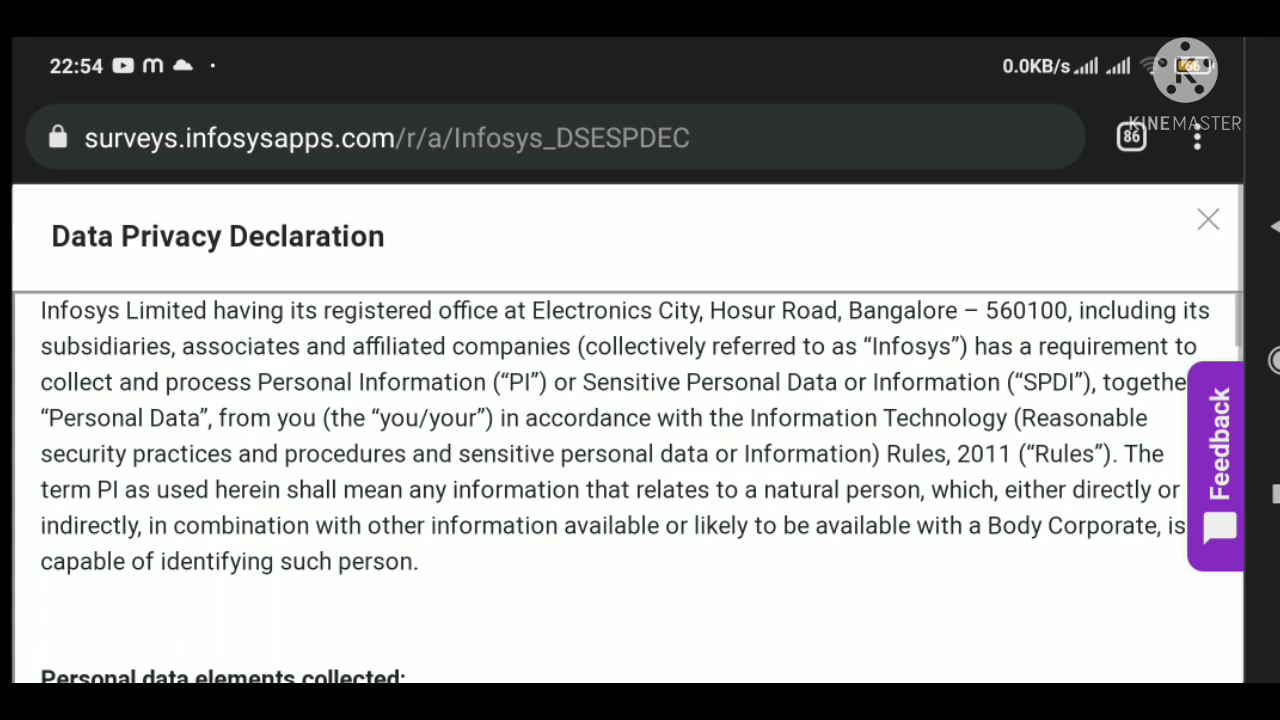 22:54
0.0KB/s
66
KINEMASTER
surveys.infosysapps.com/r/a/Infosys_DSESPDEC
86
Data Privacy Declaration
Infosys Limited having its registered office at Electronics City, Hosur Road, Bangalore – 560100, including its
subsidiaries, associates and affiliated companies (collectively referred to as “Infosys”) has a requirement to
collect and process Personal Information (“PI”) or Sensitive Personal Data or Information (“SPDI”), togethe
“Personal Data”, from you (the “you/your”) in accordance with the Information Technology (Reasonable
security practices and procedures and sensitive personal data or Information) Rules, 2011 (“Rules”). The
term PI as used herein shall mean any information that relates to a natural person, which, either directly or
indirectly, in combination with other information available or likely to be available with a Body Corporate, is
capable of identifying such person.
Feedback
Personal data elements collected: